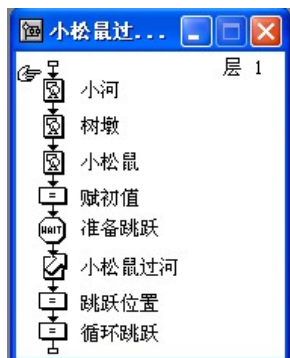 小松鼠过...
层 1
小河
树墩
小松鼠
=
赋初值
WAIT
准备跳跃
小松鼠过河
=
跳跃位置
=
循环跳跃